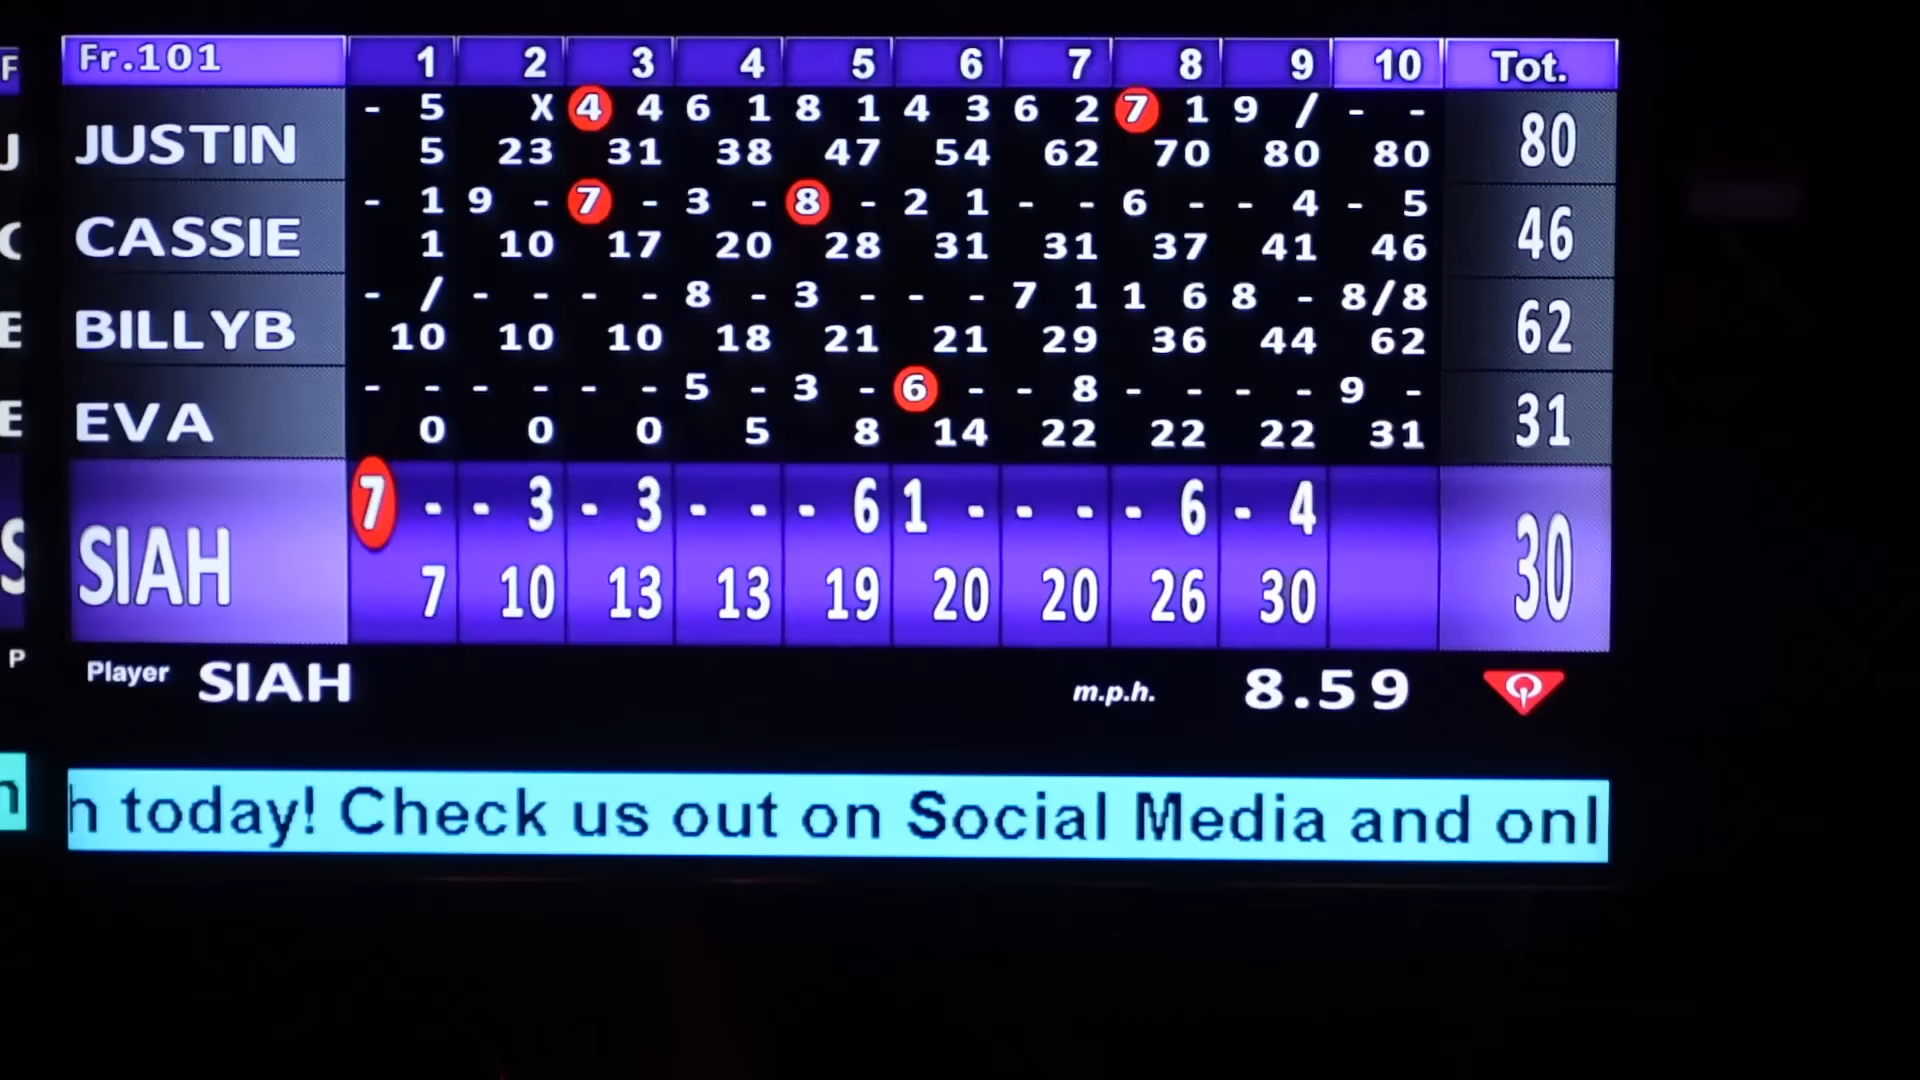 Fr.101 1 2 3 4 5 6 7 8 9 10 Tot.
- 5 X 4 4 6 1 8 1 4 3 6 2 7 1 9 / - -
JUSTIN 5 23 31 38 47 54 62 70 80 80 80
- 1 9 - 7 - 3 - 8 - 2 1 - - 6 - - 4 - 5
CASSIE 1 10 17 20 28 31 31 37 41 46 46
- / - - - - 8 - 3 - - - 7 1 1 6 8 - 8/8
BILLYB 10 10 10 18 21 21 29 36 44 62 62
- - - - - - 5 - 3 - 6 - - 8 - - - - 9 -
EVA 0 0 0 5 8 14 22 22 22 31 31
7 - - 3 - 3 - - - 6 1 - - - - 6 - 4
SIAH 7 10 13 13 19 20 20 26 30 30
Player SIAH m.p.h. 8.59
h today! Check us out on Social Media and onl